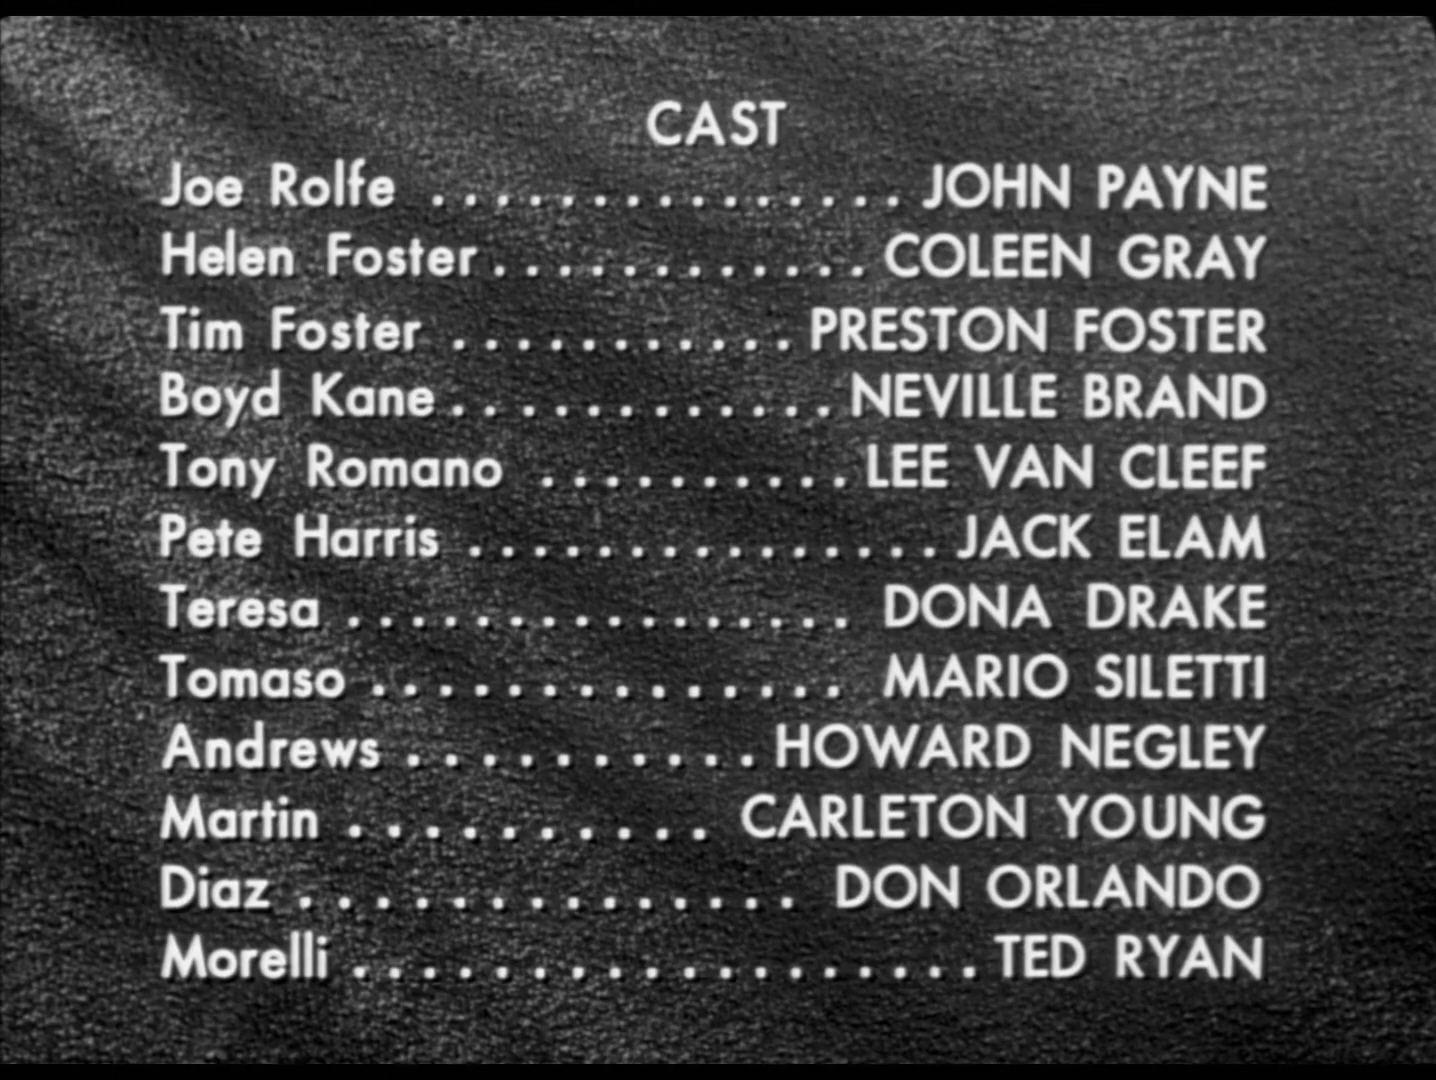 CAST
Joe Rolfe . . . . . . . . . . . . . . . JOHN PAYNE
Helen Foster . . . . . . . . . . . . COLEEN GRAY
Tim Foster . . . . . . . . . . . PRESTON FOSTER
Boyd Kane . . . . . . . . . . . . NEVILLE BRAND
Tony Romano . . . . . . . . . . LEE VAN CLEEF
Pete Harris . . . . . . . . . . . . . . . JACK ELAM
Teresa . . . . . . . . . . . . . . . . DONA DRAKE
Tomaso . . . . . . . . . . . . . . . MARIO SILETTI
Andrews . . . . . . . . . . . HOWARD NEGLEY
Martin . . . . . . . . . . . CARLETON YOUNG
Diaz . . . . . . . . . . . . . . . . DON ORLANDO
Morelli . . . . . . . . . . . . . . . . . . . TED RYAN